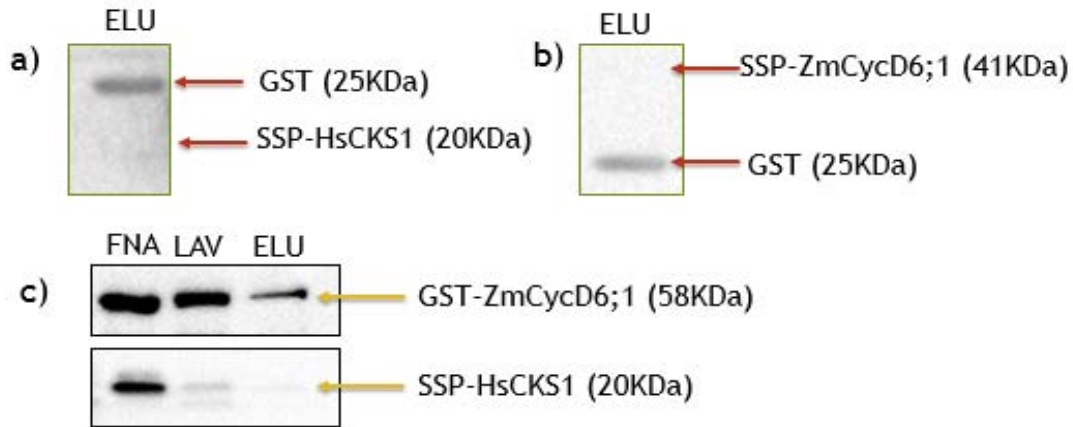 ELU
a)
GST (25KDa)
SSP-HsCKS1 (20KDa)
ELU
b)
SSP-ZmCycD6;1 (41KDa)
GST (25KDa)
FNA LAV ELU
c)
GST-ZmCycD6;1 (58KDa)
SSP-HsCKS1 (20KDa)